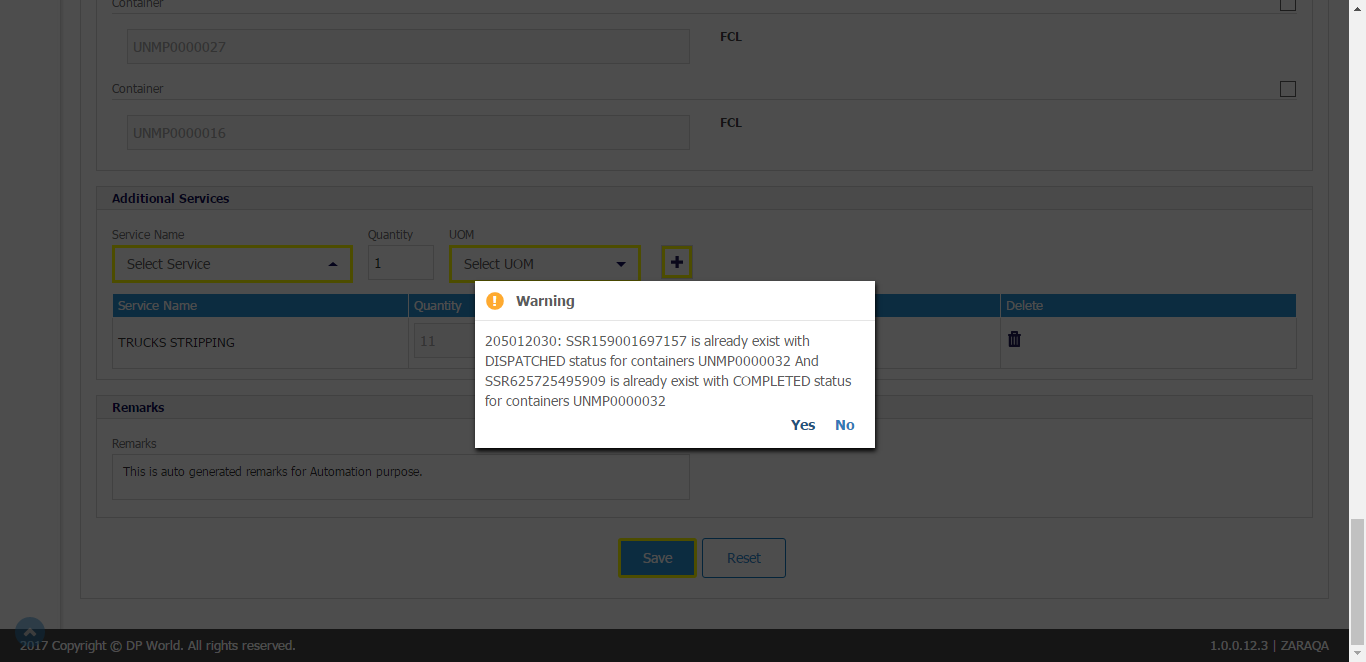 Container
UNMP0000027
FCL
Container
UNMP0000016
FCL
Additional Services
Service Name Quantity UOM
Select Service 1 Select UOM
Service Name Quantity Delete
TRUCKS STRIPPING 11
Warning
205012030: SSR159001697157 is already exist with
DISPATCHED status for containers UNMP0000032 And
SSR625725495909 is already exist with COMPLETED status
for containers UNMP0000032
Yes No
Remarks
Remarks
This is auto generated remarks for Automation purpose.
Save Reset
2017 Copyright © DP World. All rights reserved. 1.0.0.12.3 | ZARAQA